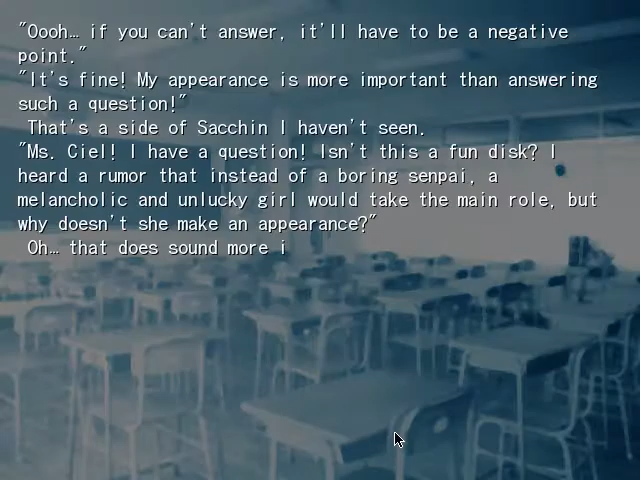 "Oooh… if you can't answer, it'll have to be a negative
point."
"It's fine! My appearance is more important than answering
such a question!"
That's a side of Sacchin I haven't seen.
"Ms. Ciel! I have a question! Isn't this a fun disk? I
heard a rumor that instead of a boring senpai, a
melancholic and unlucky girl would take the main role, but
why doesn't she make an appearance?"
Oh… that does sound more i